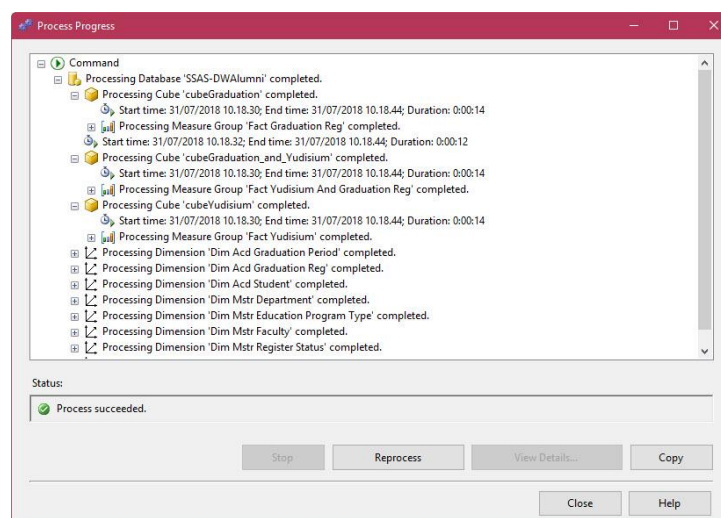 Process Progress
Command
Processing Database 'SSAS-DWAlumni' completed.
Processing Cube 'cubeGraduation' completed.
Start time: 31/07/2018 10.18.30; End time: 31/07/2018 10.18.44; Duration: 0:00:14
Processing Measure Group 'Fact Graduation Reg' completed.
Start time: 31/07/2018 10.18.32; End time: 31/07/2018 10.18.44; Duration: 0:00:12
Processing Cube 'cubeGraduation_and_Yudisium' completed.
Start time: 31/07/2018 10.18.30; End time: 31/07/2018 10.18.44; Duration: 0:00:14
Processing Measure Group 'Fact Yudisium And Graduation Reg' completed.
Processing Cube 'cubeYudisium' completed.
Start time: 31/07/2018 10.18.30; End time: 31/07/2018 10.18.44; Duration: 0:00:14
Processing Measure Group 'Fact Yudisium' completed.
Processing Dimension 'Dim Acd Graduation Period' completed.
Processing Dimension 'Dim Acd Graduation Reg' completed.
Processing Dimension 'Dim Acd Student' completed.
Processing Dimension 'Dim Mstr Department' completed.
Processing Dimension 'Dim Mstr Education Program Type' completed.
Processing Dimension 'Dim Mstr Faculty' completed.
Processing Dimension 'Dim Mstr Register Status' completed.
Status:
Process succeeded.
Stop Reprocess View Details... Copy
Close Help